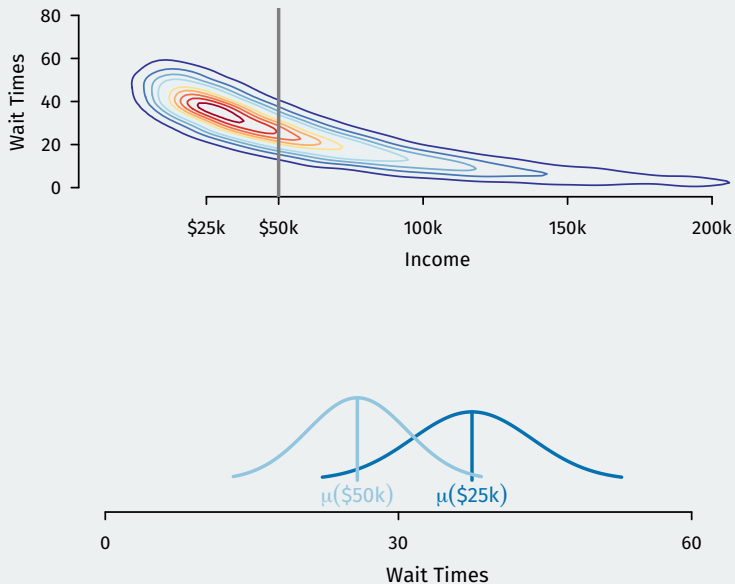 80
60
40
20
0
Wait Times
$25k
$50k
100k
150k
200k
Income
μ($50k)
μ($25k)
0
30
60
Wait Times